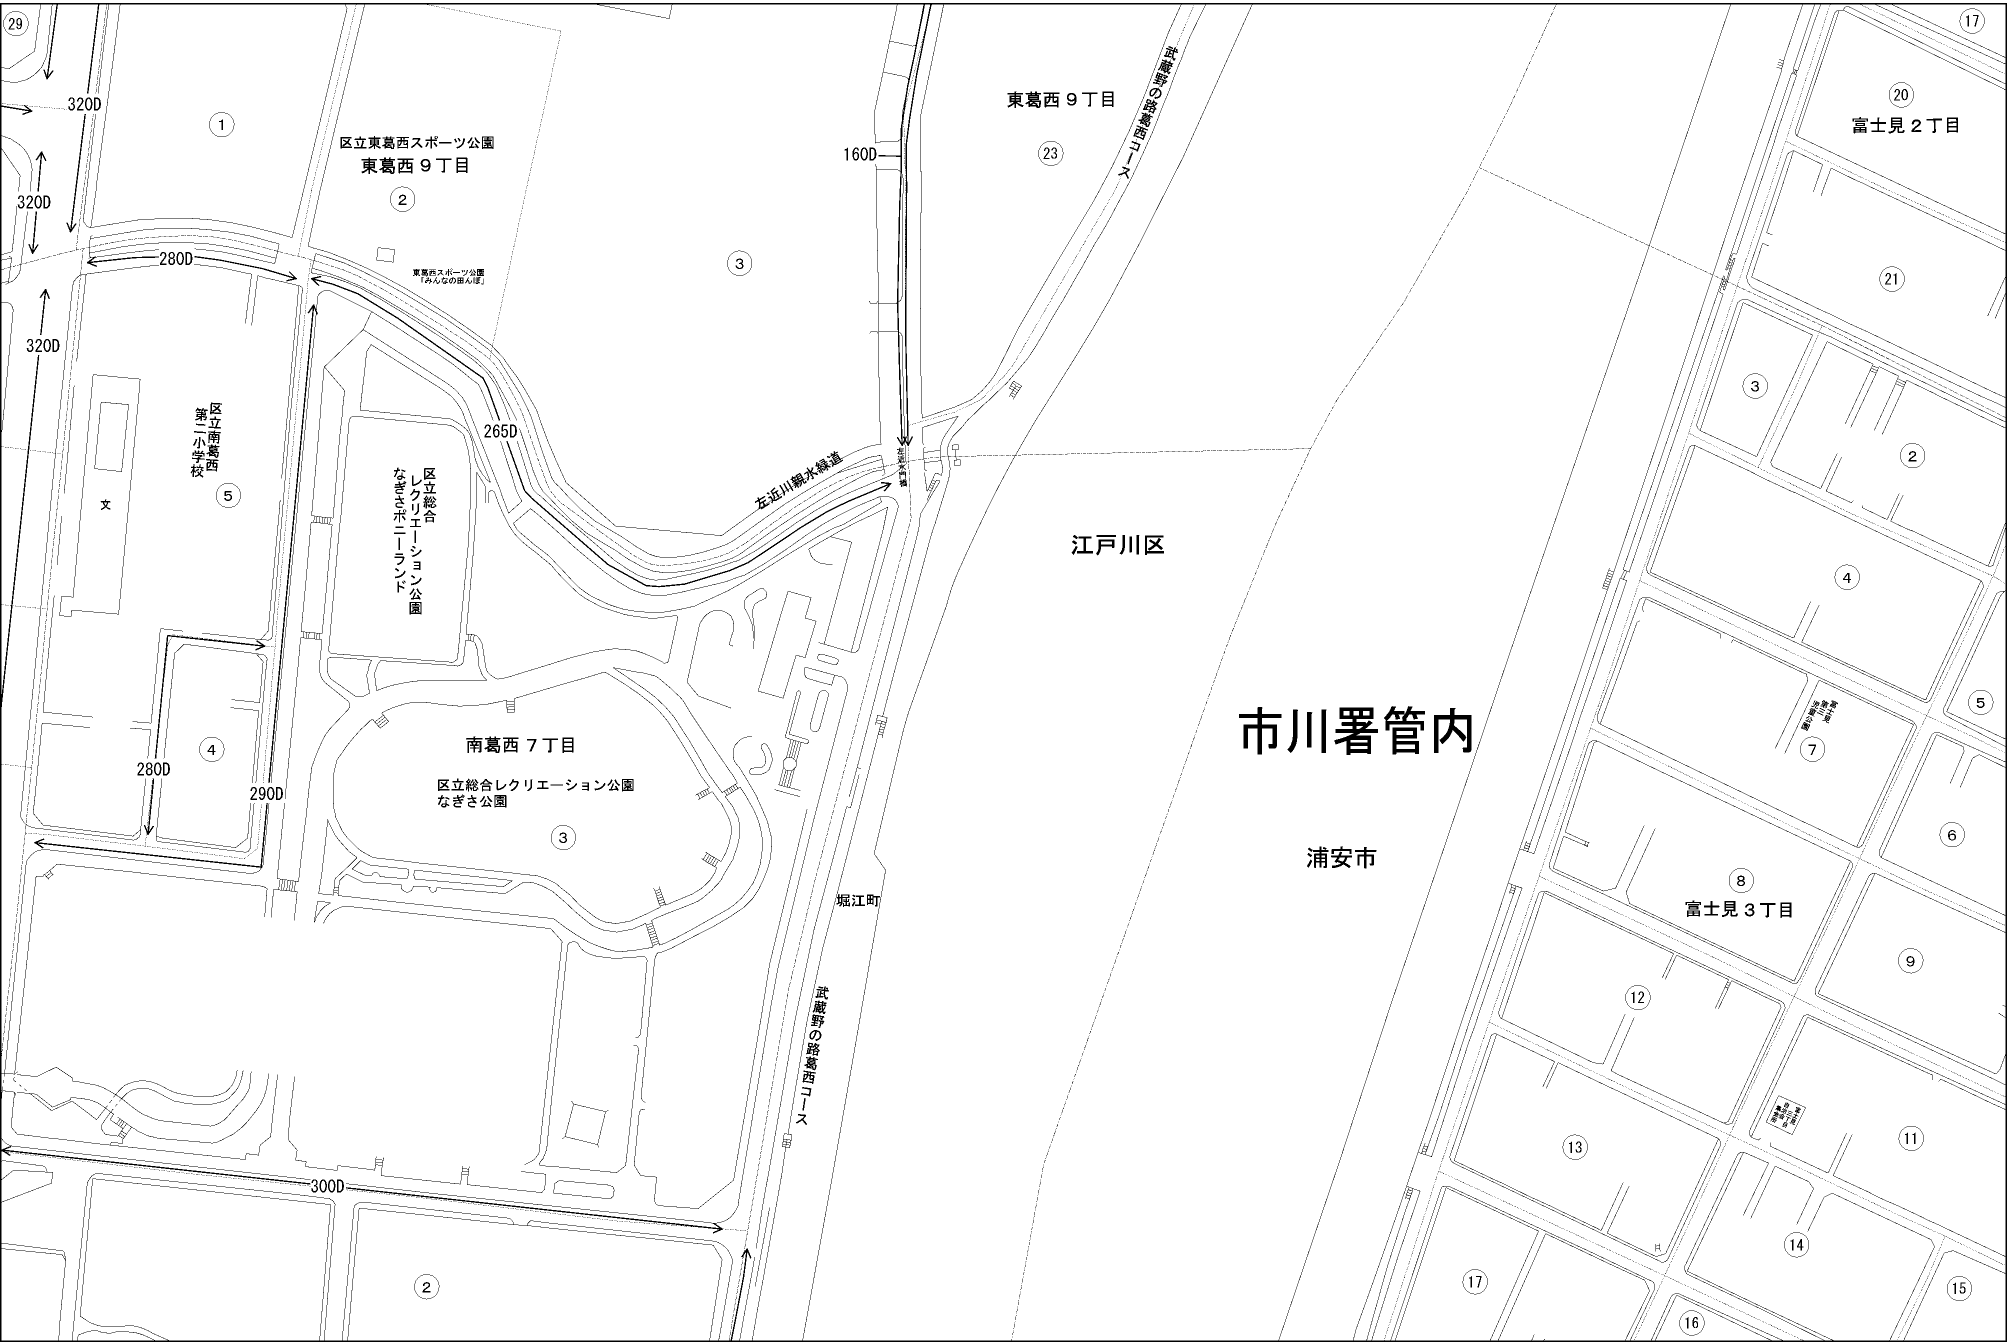 29
17
320D
1
区立東葛西スポーツ公園
東葛西９丁目
2
東葛西９丁目
23
武蔵野の路葛西コース
20
富士見２丁目
160D
320D
280D
東葛西スポーツ公園
「みんなの田んぼ」
3
21
320D
3
2
区立南葛西
第二小学校
文
5
265D
区立総合
レクリエーション公園
なぎさポニーランド
左近川親水緑道
江戸川区
4
5
4
280D
290D
南葛西７丁目
区立総合レクリエーション公園
なぎさ公園
3
市川署管内
浦安市
堀江町
富士見
第三
児童公園
7
6
8
富士見３丁目
9
12
武蔵野の路葛西コース
11
13
300D
2
14
17
15
16